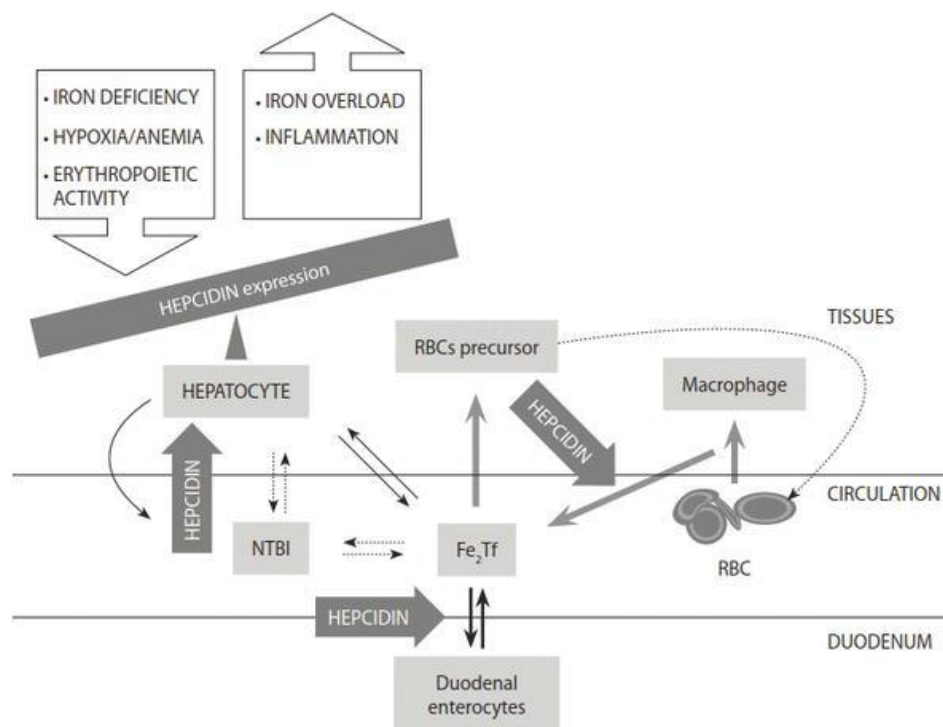 • IRON DEFICIENCY
• HYPOXIA/ANEMIA
• ERYTHROPOIETIC
ACTIVITY
• IRON OVERLOAD
• INFLAMMATION
HEPCIDIN expression
TISSUES
RBCs precursor
HEPATOCYTE
Macrophage
HEPCIDIN
HEPCIDIN
CIRCULATION
NTBI
Fe₂Tf
RBC
HEPCIDIN
DUODENUM
Duodenal
enterocytes